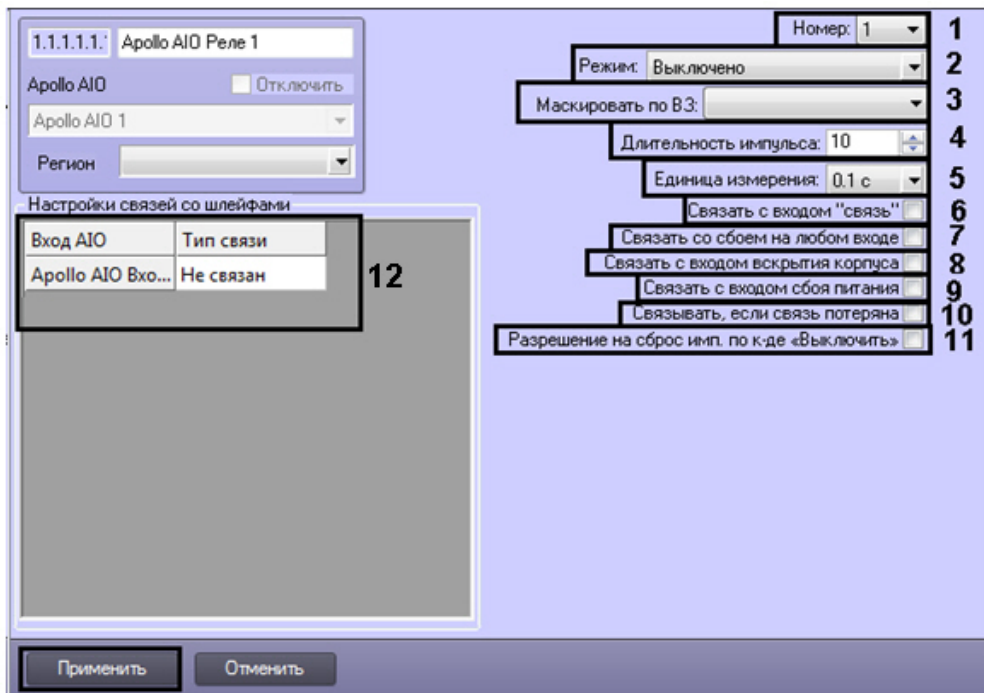 1.1.1.1.1. Apollo AIO Реле 1
Apollo AIO Отключить
Apollo AIO 1
Регион
Настройки связей со шлейфами
Вход AIO Тип связи
Apollo AIO Вхо... Не связан
12
Номер: 1 1
Режим: Выключено 2
Маскировать по ВЗ: 3
Длительность импульса: 10 4
Единица измерения: 0.1 с 5
Связать с входом "связь" 6
Связать со сбоем на любом входе 7
Связать с входом вскрытия корпуса 8
Связать с входом сбоя питания 9
Связывать, если связь потеряна 10
Разрешение на сброс имп. по к-де «Выключить» 11
Применить Отменить